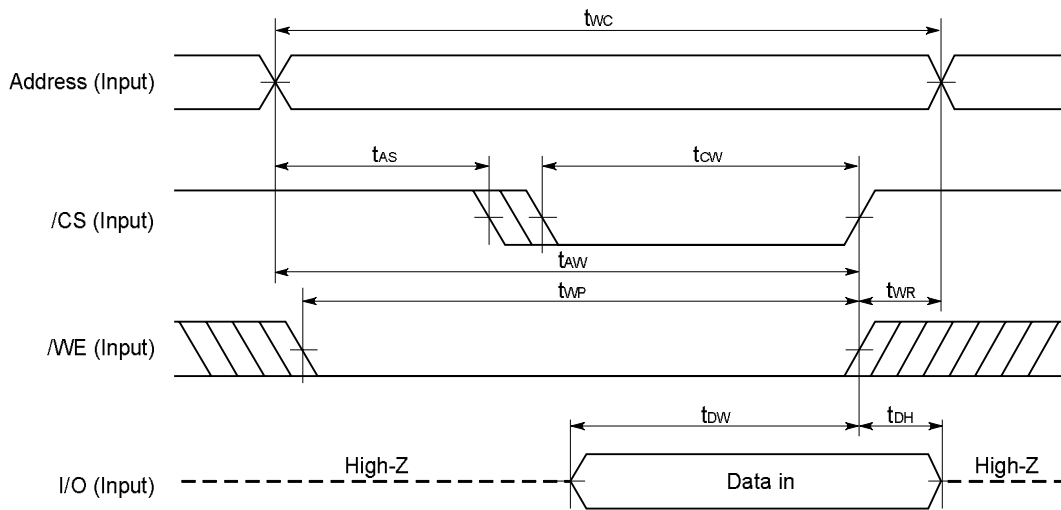 tWC
Address (Input)
tAS
tCW
/CS (Input)
tAW
tWP
tWR
/WE (Input)
tDW
tDH
High-Z
Data in
High-Z
I/O (Input)